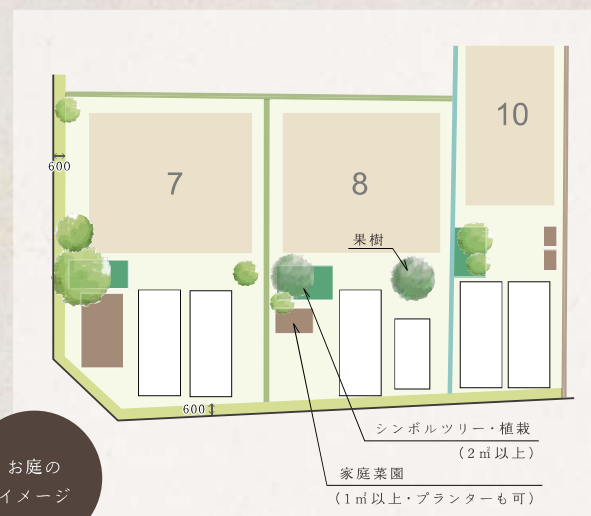 10
7
8
600
果樹
600
シンボルツリー・植栽
(2㎡以上)
家庭菜園
(1㎡以上・プランターも可)
お庭の
イメージ